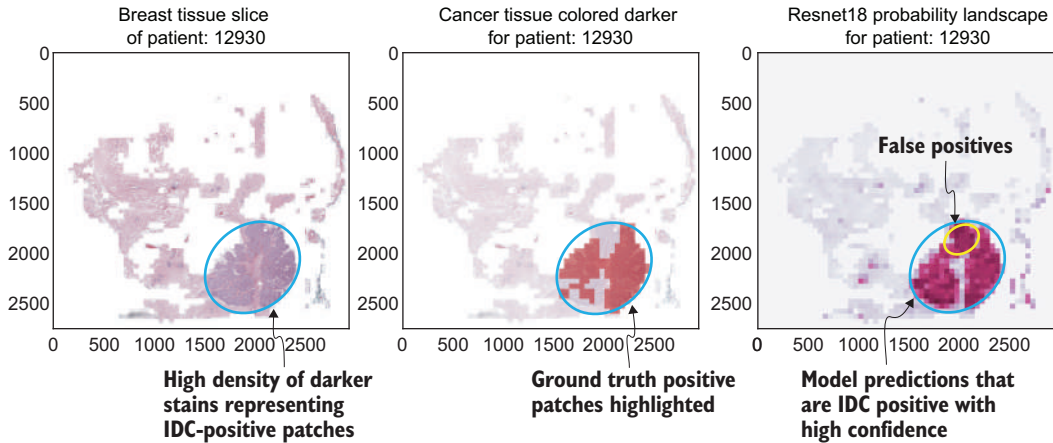 Breast tissue slice
of patient: 12930
0
500
1000
1500
2000
2500
0 500 1000 1500 2000 2500
High density of darker
stains representing
IDC-positive patches
Cancer tissue colored darker
for patient: 12930
0
500
1000
1500
2000
2500
0 500 1000 1500 2000 2500
Ground truth positive
patches highlighted
Resnet18 probability landscape
for patient: 12930
0
500
1000
1500
2000
2500
0 500 1000 1500 2000 2500
False positives
Model predictions that
are IDC positive with
high confidence